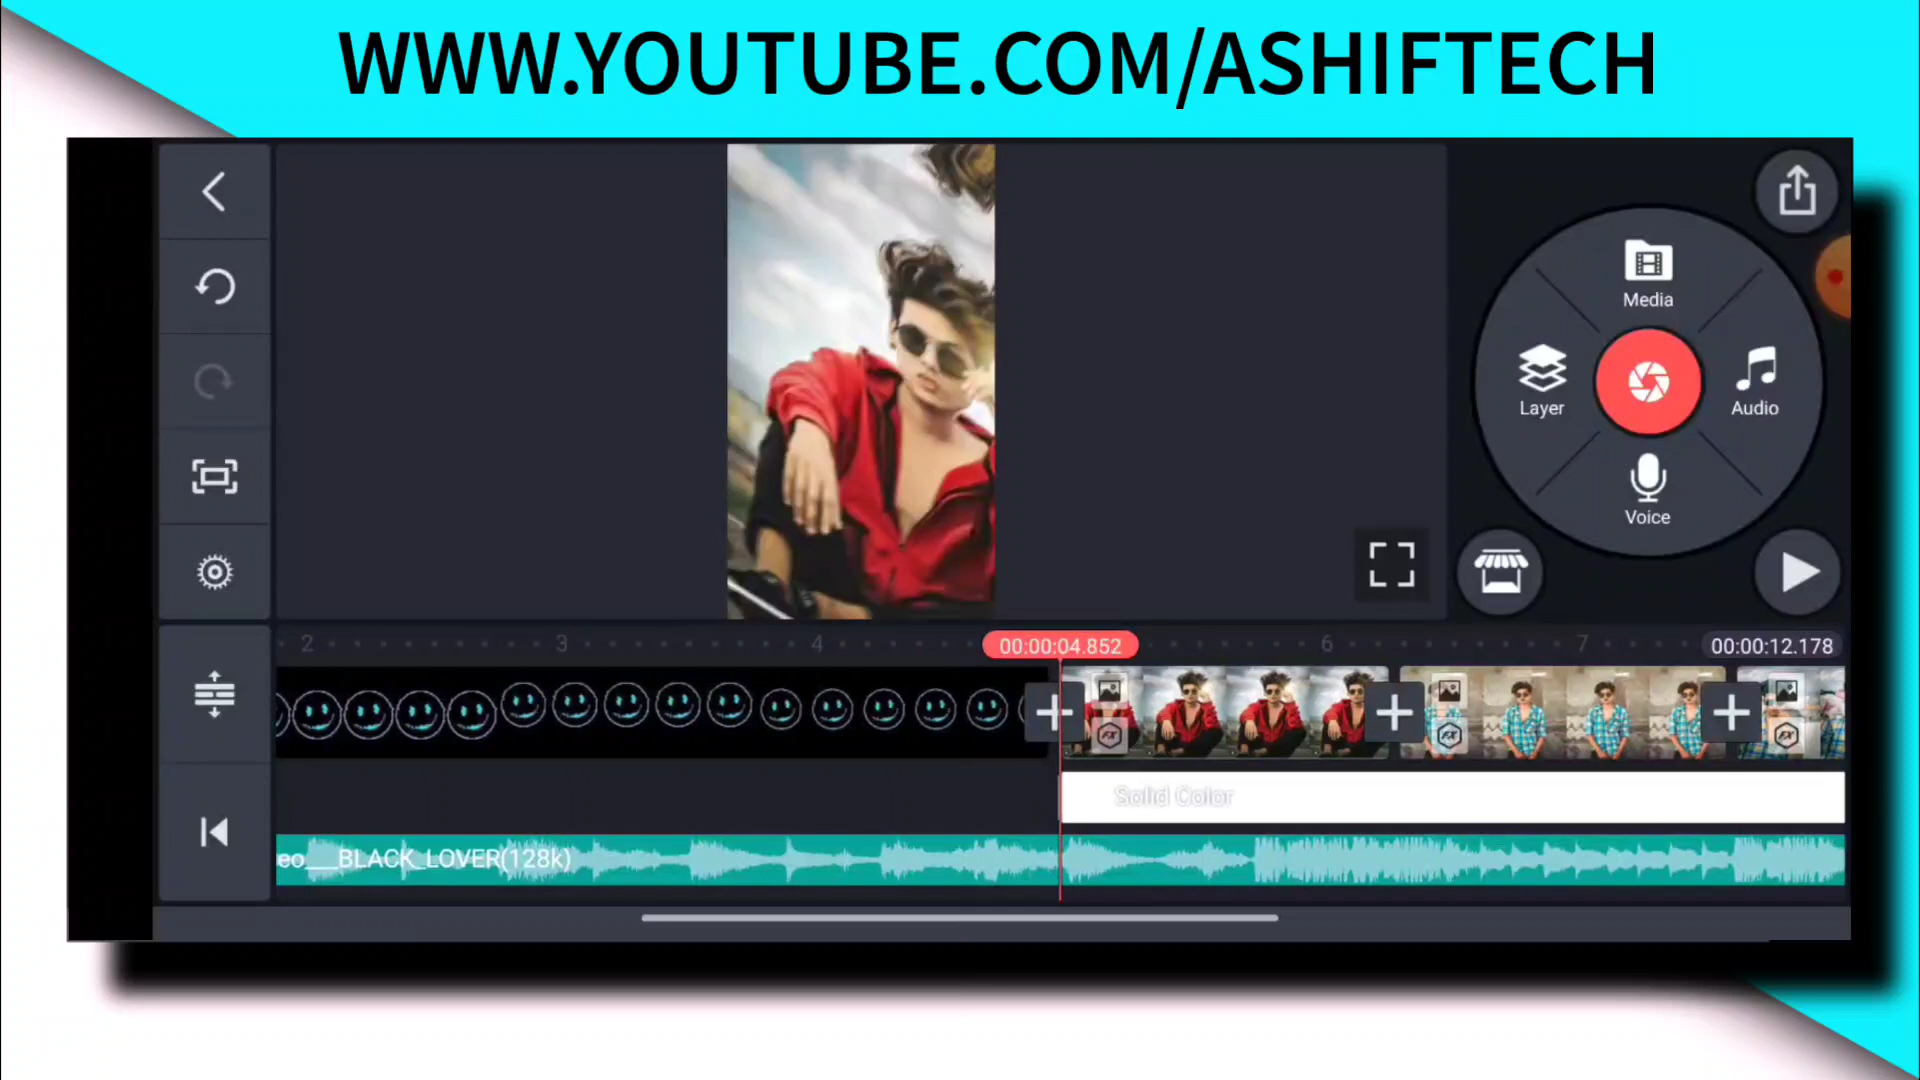 WWW.YOUTUBE.COM/ASHIFTECH
Media
Layer
Audio
Voice
2
3
4
00:00:04.852
6
7
00:00:12.178
Solid Color
eo___BLACK_LOVER(128k)